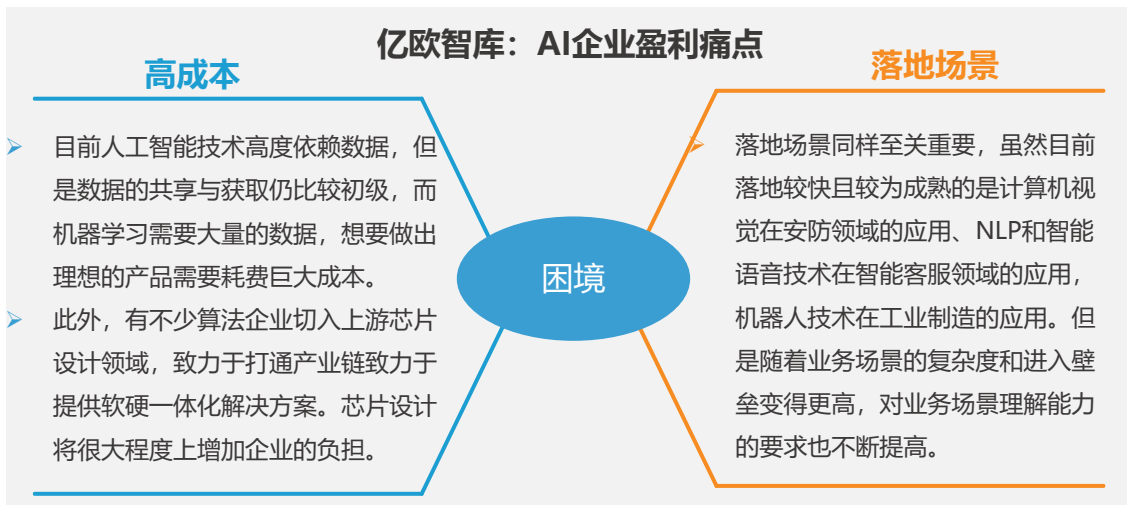 亿欧智库：AI企业盈利痛点
高成本
目前人工智能技术高度依赖数据，但
是数据的共享与获取仍比较初级，而
机器学习需要大量的数据，想要做出
理想的产品需要耗费巨大成本。
此外，有不少算法企业切入上游芯片
设计领域，致力于打通产业链致力于
提供软硬一体化解决方案。芯片设计
将很大程度上增加企业的负担。
困境
落地场景
落地场景同样至关重要，虽然目前
落地较快且较为成熟的是计算机视
觉在安防领域的应用、NLP和智能
语音技术在智能客服领域的应用，
机器人技术在工业制造的应用。但
是随着业务场景的复杂度和进入壁
垒变得更高，对业务场景理解能力
的要求也不断提高。